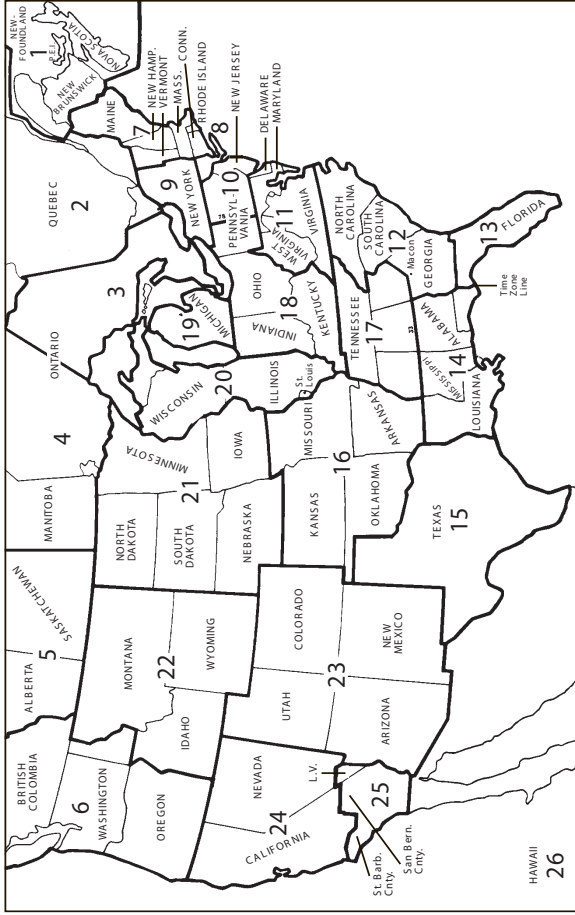 BRITISH
COLOMBIA
6
WASHINGTON
OREGON
ALBERTA
5
SASKATCHEWAN
MANITOBA
4
ONTARIO
3
QUEBEC
2
NEW-
FOUNDLAND
1
P.E.I.
NOVA SCOTIA
NEW
BRUNSWICK
MAINE
7
NEW HAMP.
VERMONT
MASS.
CONN.
RHODE ISLAND
8
NEW JERSEY
DELAWARE
MARYLAND
9
NEW YORK
PENNSYL-
VANIA
10
11
WEST
VIRGINIA
VIRGINIA
MONTANA
22
IDAHO
WYOMING
NORTH
DAKOTA
SOUTH
DAKOTA
21
MINNESOTA
NEBRASKA
IOWA
WISCONSIN
20
ILLINOIS
MICHIGAN
19
OHIO
18
INDIANA
KENTUCKY
NEVADA
24
CALIFORNIA
UTAH
COLORADO
23
ARIZONA
NEW
MEXICO
L.V.
25
St. Barb.
Cnty.
San Bern.
Cnty.
KANSAS
MISSOURI
St.
Louis
16
OKLAHOMA
ARKANSAS
TENNESSEE
17
NORTH
CAROLINA
SOUTH
CAROLINA
12
Macon
GEORGIA
TEXAS
15
LOUISIANA
14
MISSISSIPPI
ALABAMA
13
FLORIDA
Time
Zone
Line
HAWAII
26